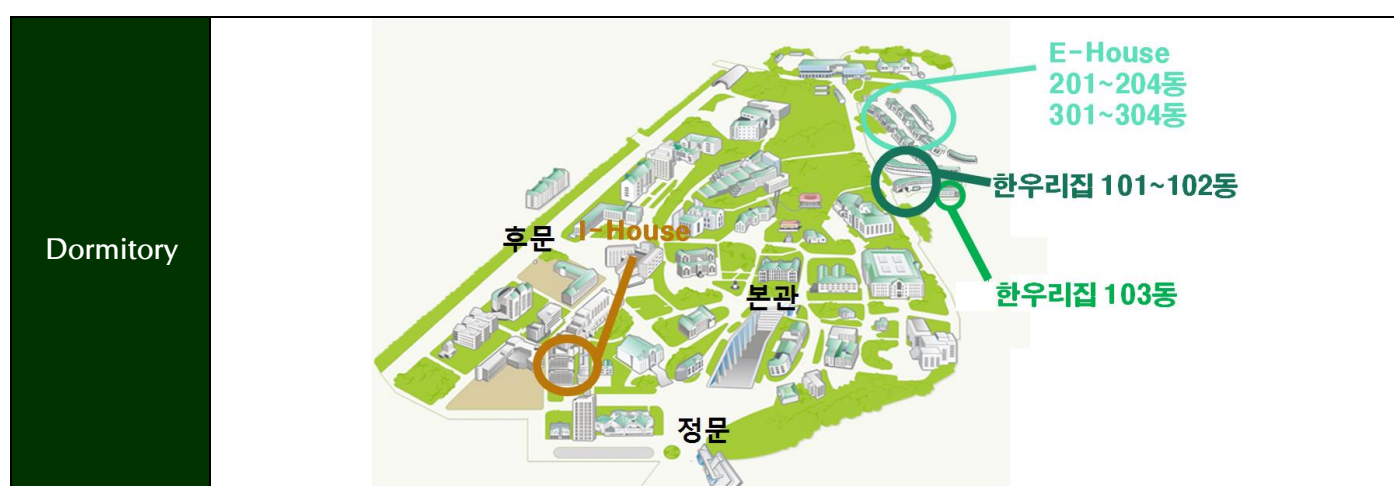 Dormitory
E-House
201~204동
301~304동
한우리집 101~102동
한우리집 103동
후문
I-House
본관
정문